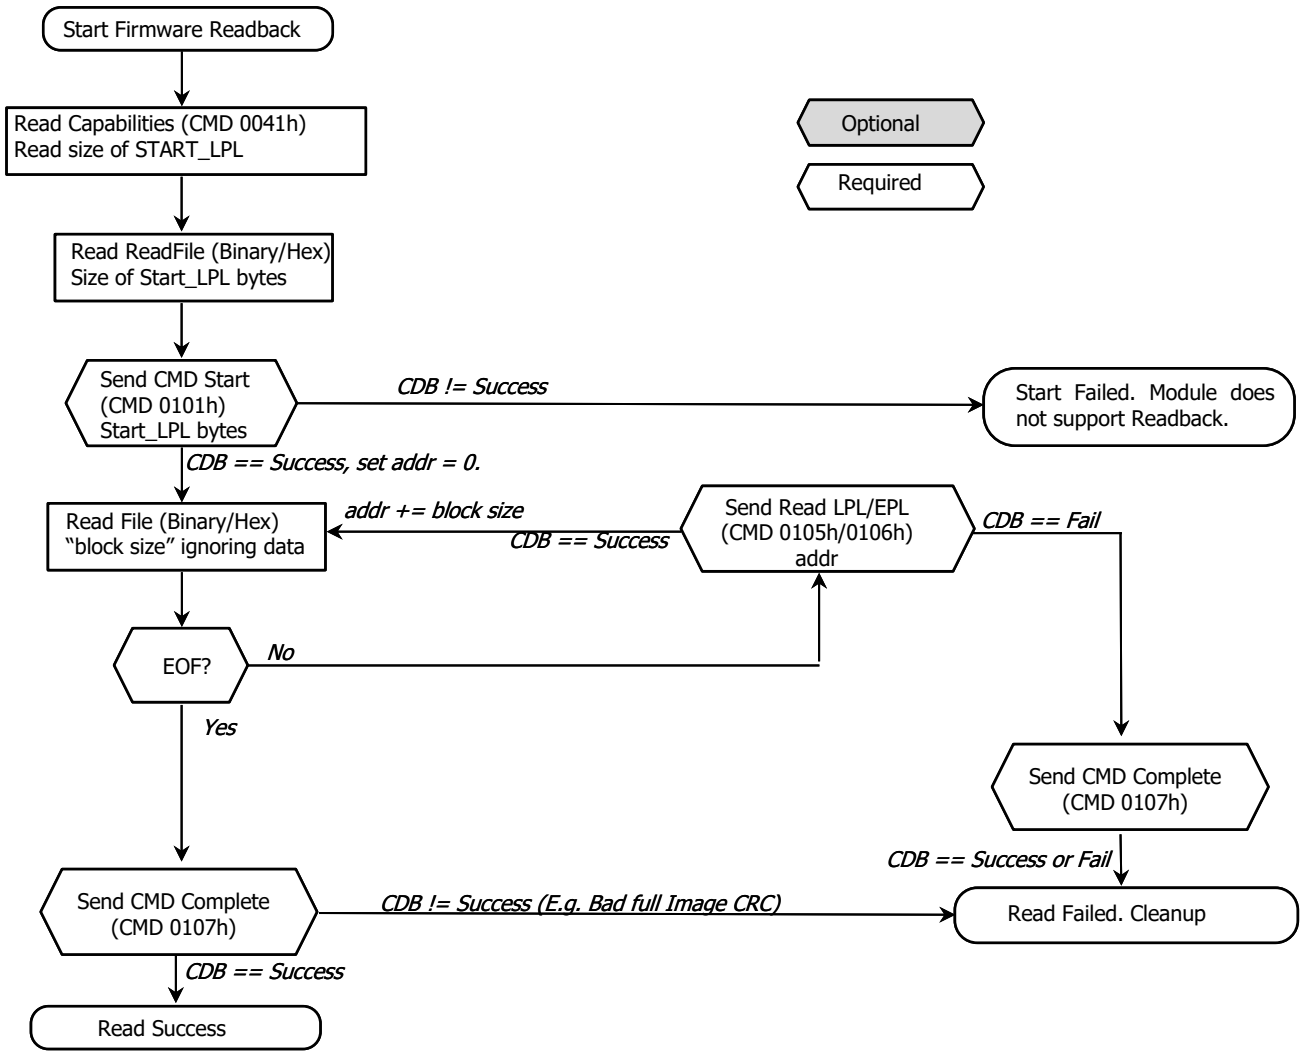 Start Firmware Readback
Read Capabilities (CMD 0041h)
Read size of START_LPL
Optional
Required
Read ReadFile (Binary/Hex)
Size of Start_LPL bytes
Send CMD Start
(CMD 0101h)
Start_LPL bytes
CDB != Success
Start Failed. Module does
not support Readback.
CDB == Success, set addr = 0.
Read File (Binary/Hex)
“block size” ignoring data
addr += block size
CDB == Success
Send Read LPL/EPL
(CMD 0105h/0106h)
addr
CDB == Fail
EOF?
No
Yes
Send CMD Complete
(CMD 0107h)
CDB == Success or Fail
Send CMD Complete
(CMD 0107h)
CDB != Success (E.g. Bad full Image CRC)
Read Failed. Cleanup
CDB == Success
Read Success